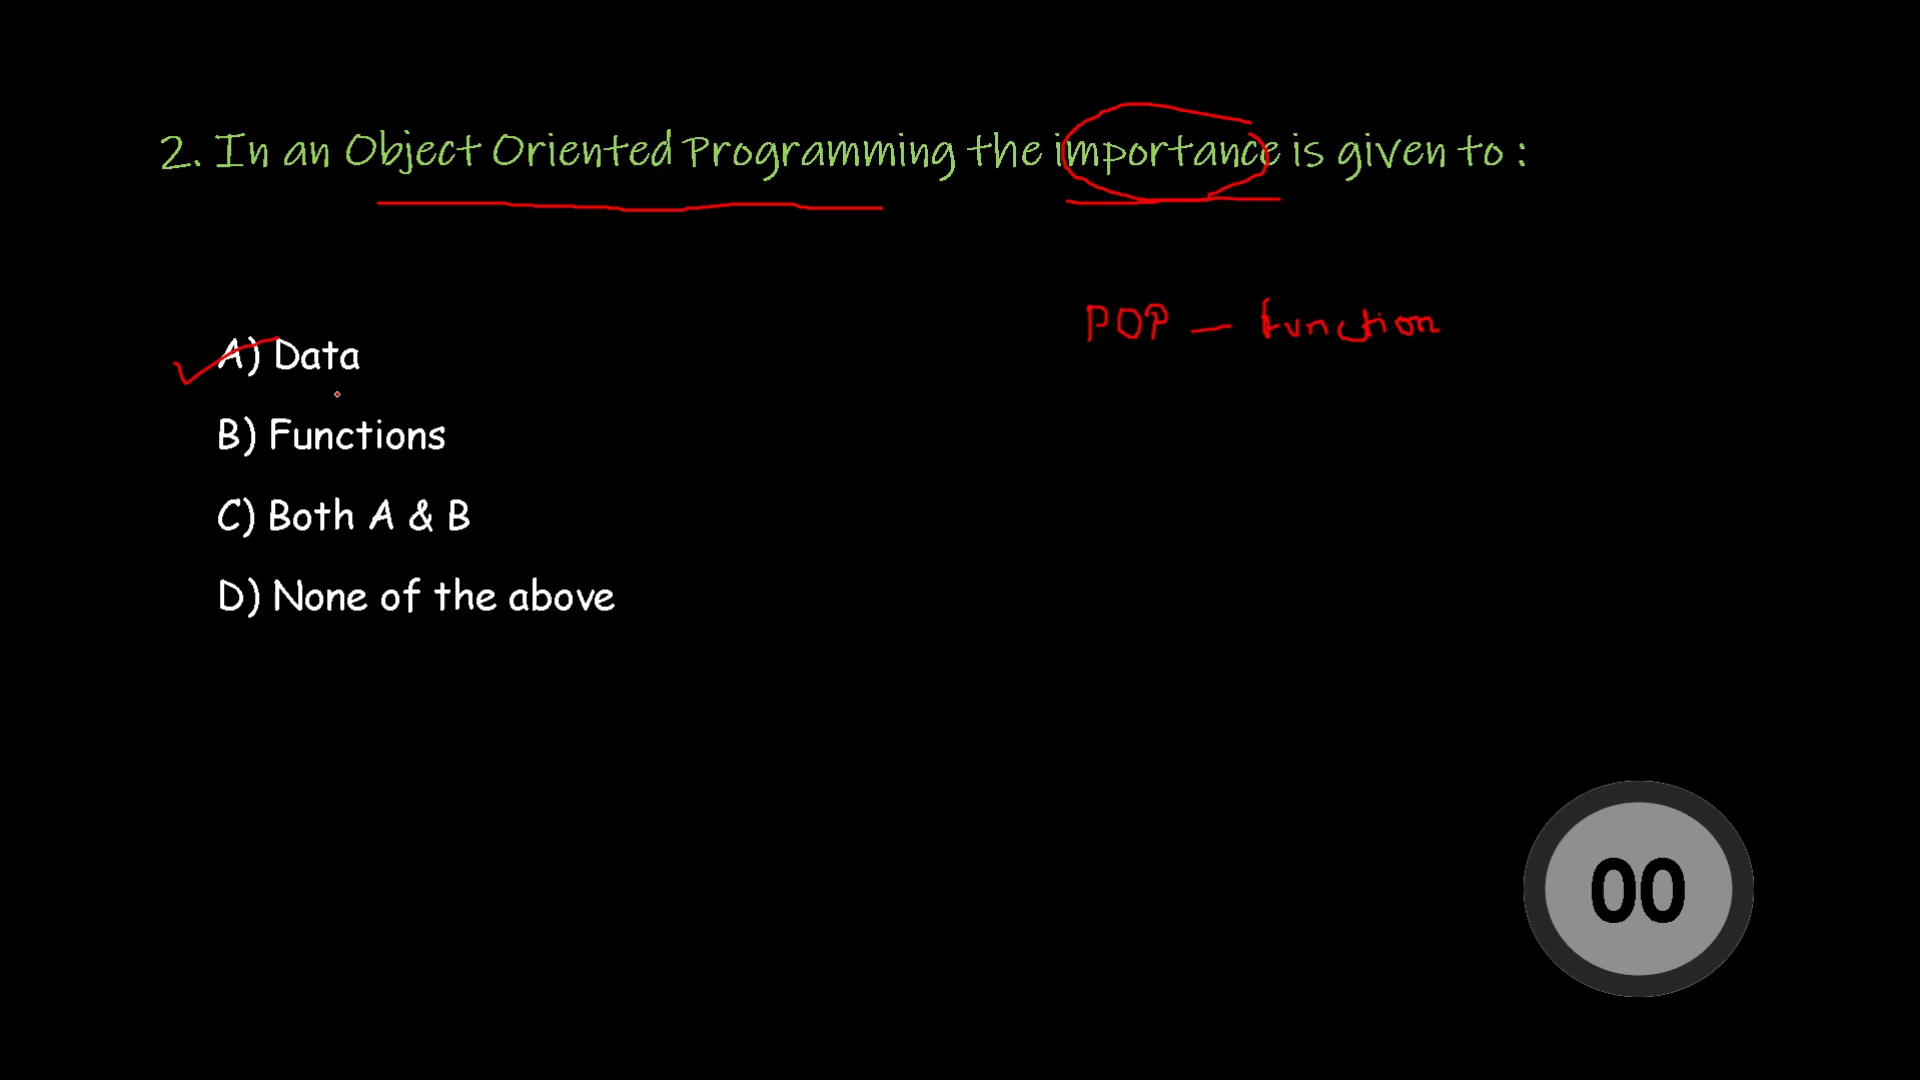 2. In an Object Oriented Programming the importance is given to :
POP - function
A) Data
B) Functions
C) Both A & B
D) None of the above
00